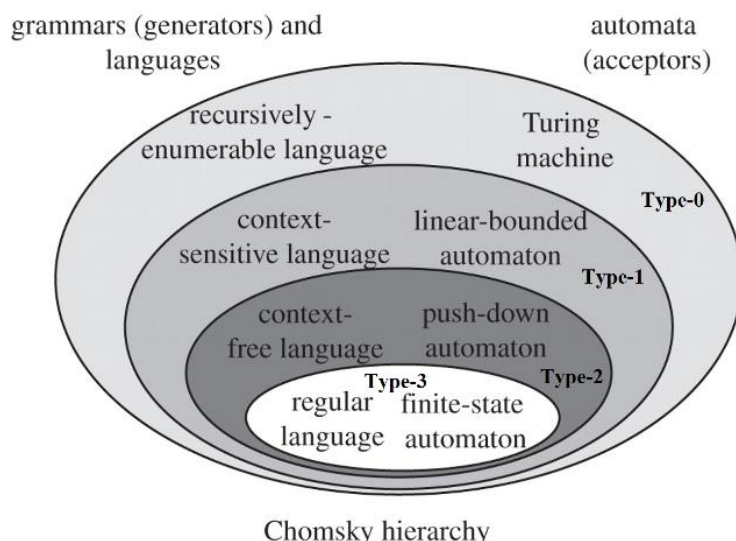 grammars (generators) and
languages
automata
(acceptors)
recursively -
enumerable language
Turing
machine
Type-0
context-
sensitive language
linear-bounded
automaton
Type-1
context-
free language
push-down
automaton
Type-2
Type-3
regular
language
finite-state
automaton
Chomsky hierarchy